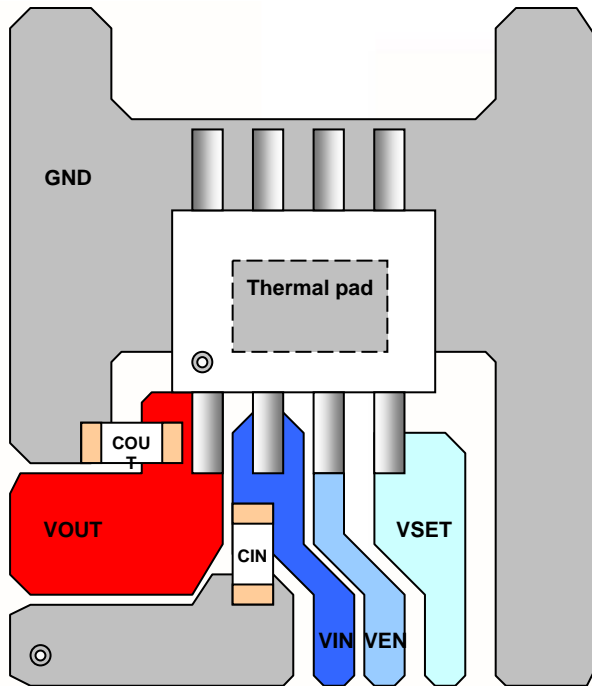 GND
Thermal pad
COU
T
VOUT
VSET
CIN
VIN
VEN